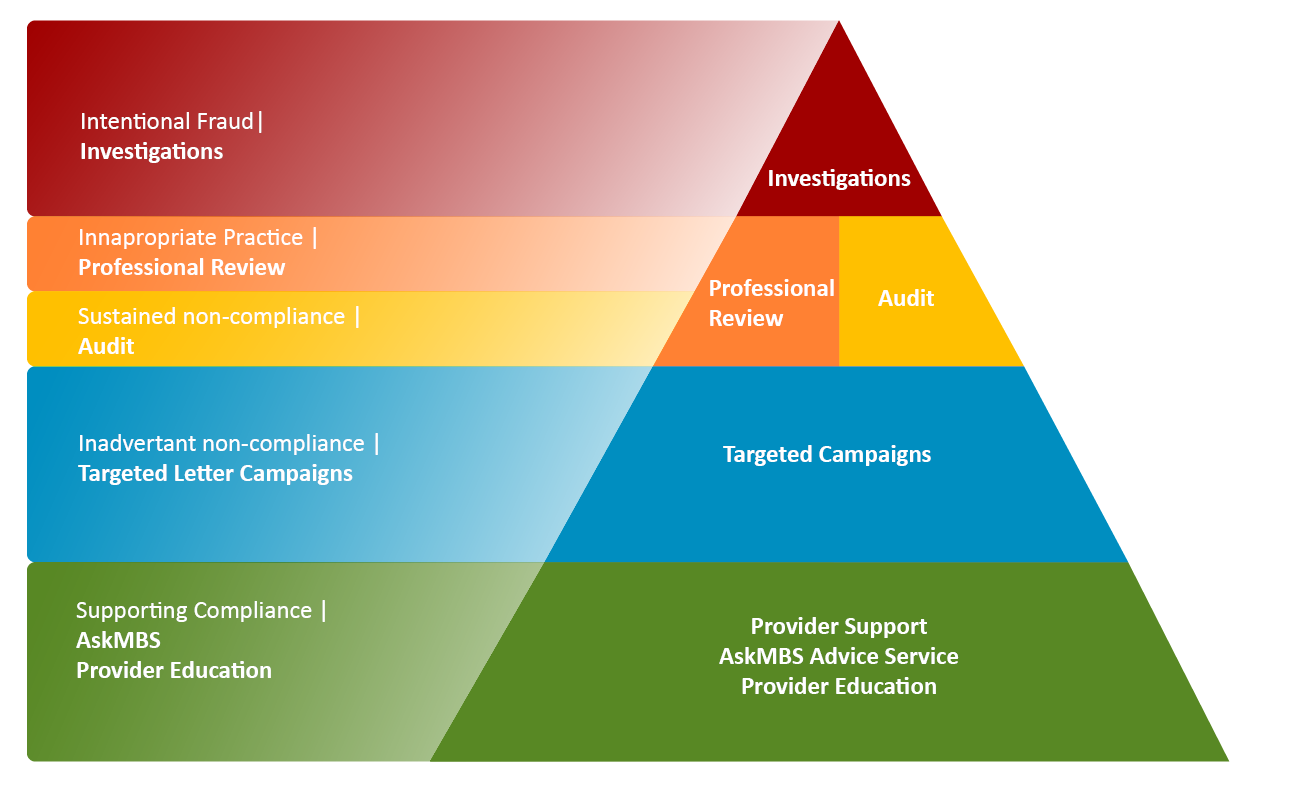 Intentional Fraud|
Investigations
Investigations
Innapropriate Practice |
Professional Review
Sustained non-compliance |
Audit
Professional
Review
Audit
Inadvertant non-compliance |
Targeted Letter Campaigns
Targeted Campaigns
Supporting Compliance |
AskMBS
Provider Education
Provider Support
AskMBS Advice Service
Provider Education